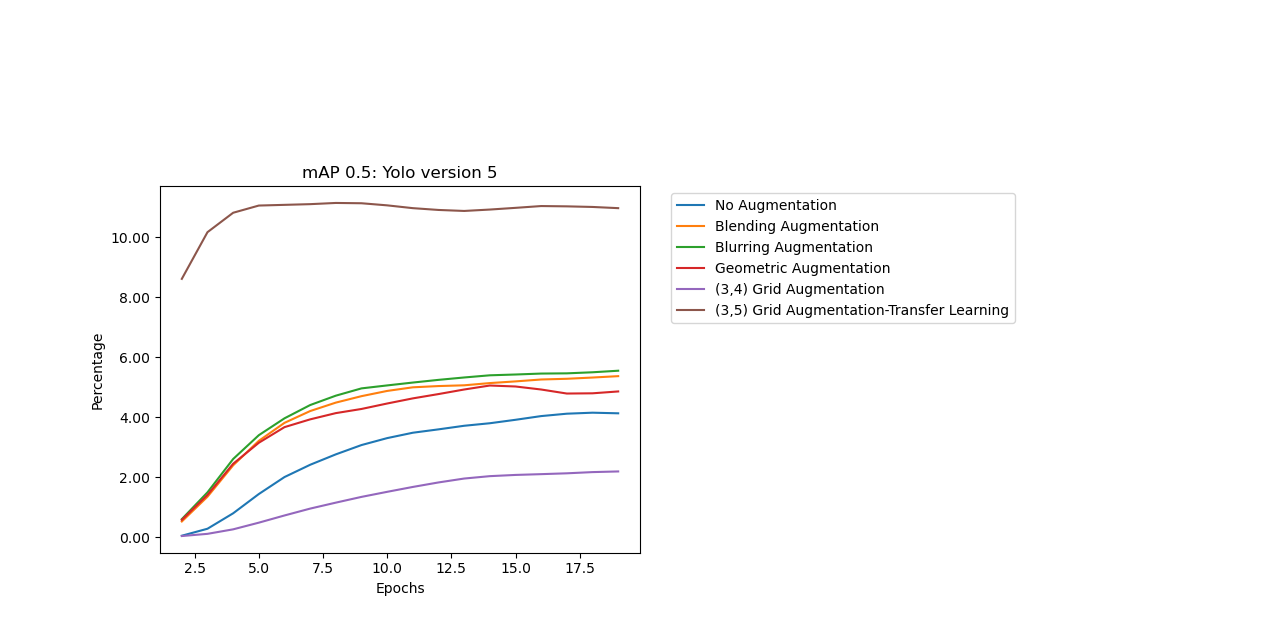 mAP 0.5: Yolo version 5
Percentage
10.00
8.00
6.00
4.00
2.00
0.00
2.5 5.0 7.5 10.0 12.5 15.0 17.5
Epochs
No Augmentation
Blending Augmentation
Blurring Augmentation
Geometric Augmentation
(3,4) Grid Augmentation
(3,5) Grid Augmentation-Transfer Learning